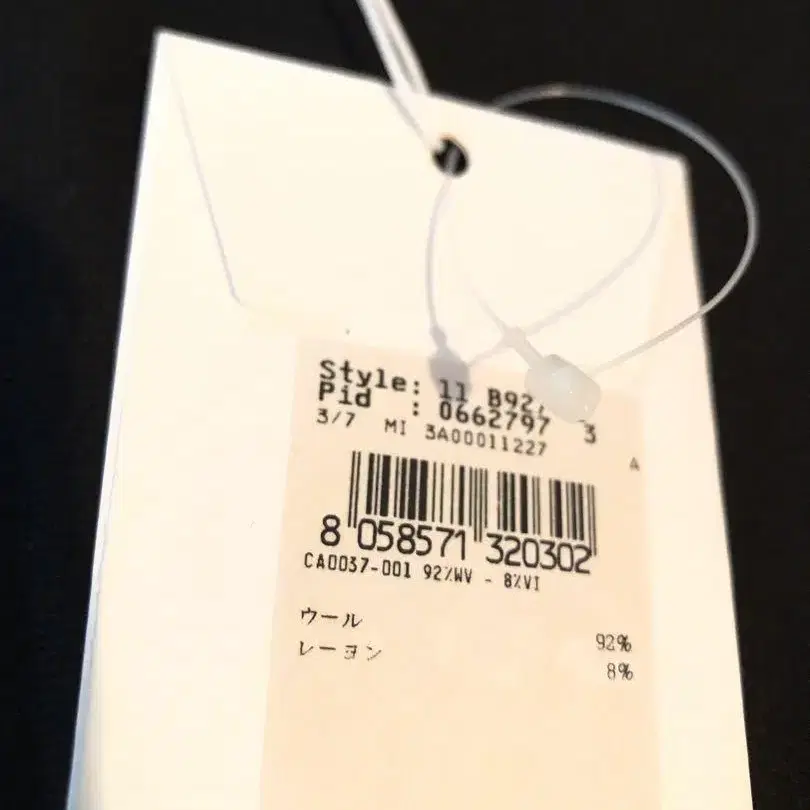 Style: 11 B927 3
Pid : 0662797
3/7 MI 3A00011227
A
8 058571 320302
CA0037-001 92%WV - 8%VI
ウール 92%
レーヨン 8%